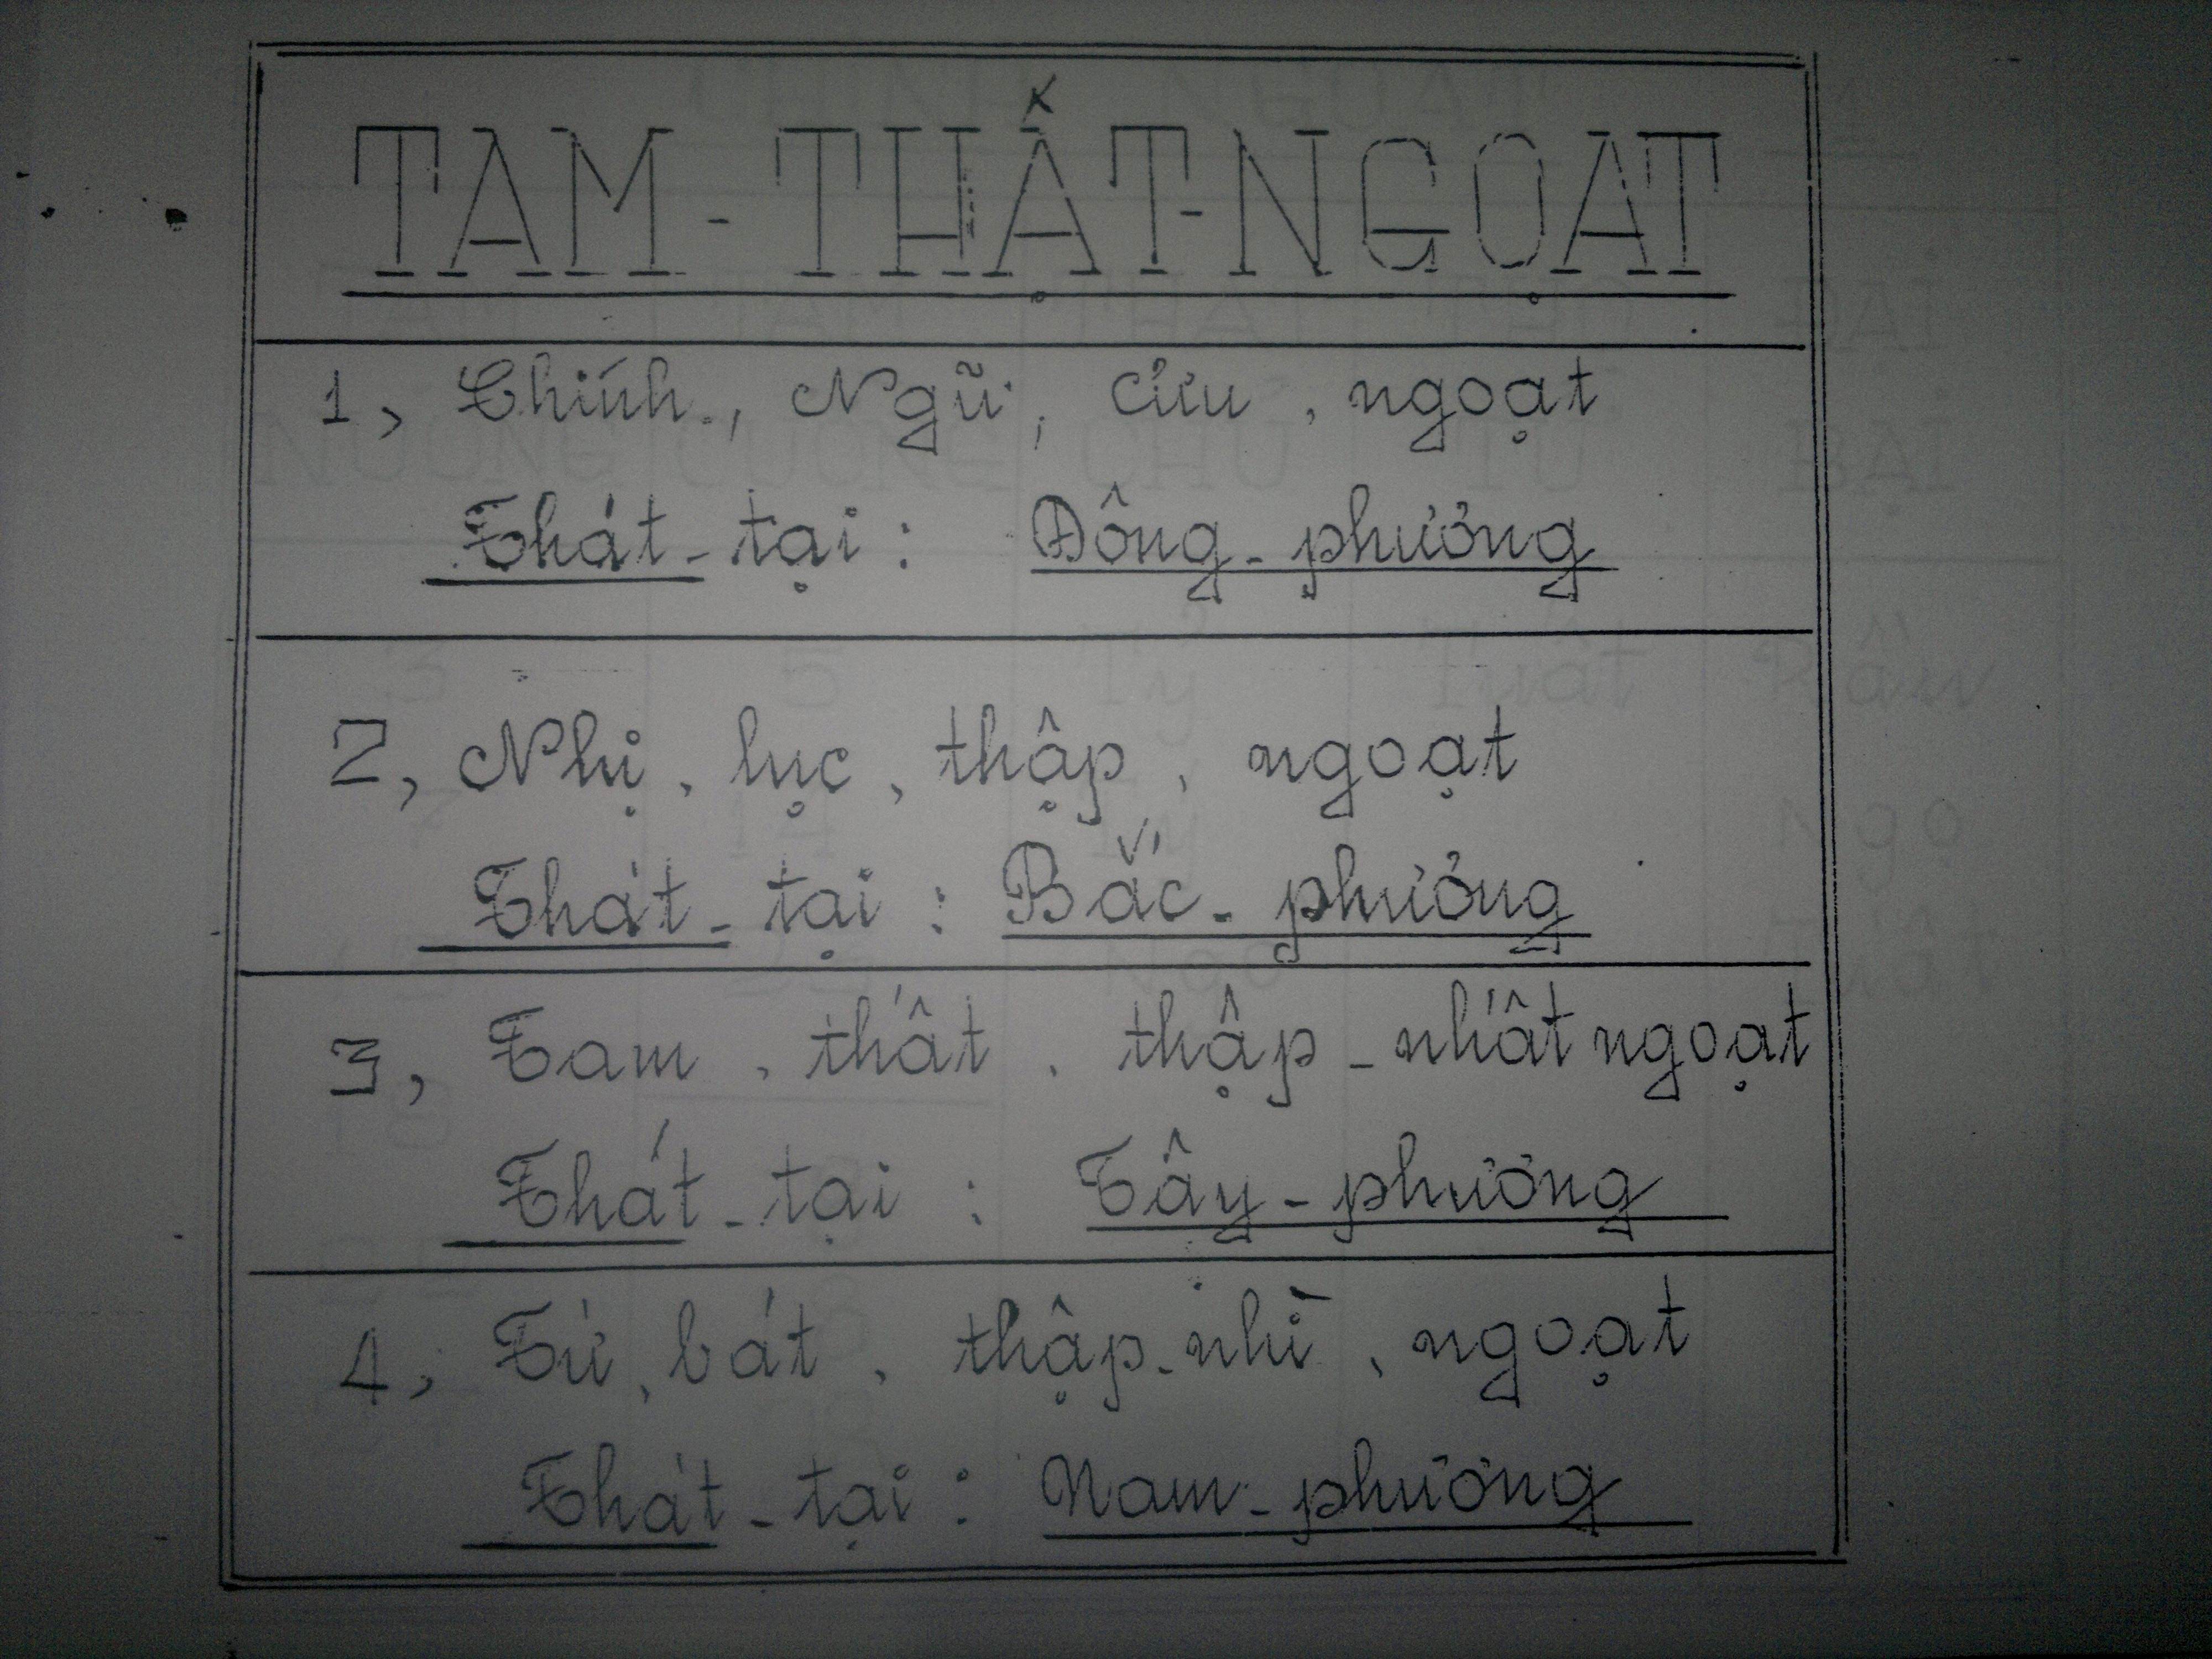 TAM - THẬT-NGOẠT
1, Chính, Ngũ, cửu, ngoạt
Thát - tại : Đông - phương
2, Nhị, lục, thập, ngoạt
Thát - tại : Bắc - phương
3, Tam, thất, thập - nhất ngoạt
Thát - tại : Tây - phương
4, Tứ, bát, thập - nhì, ngoạt
Thát - tại : Nam - phương